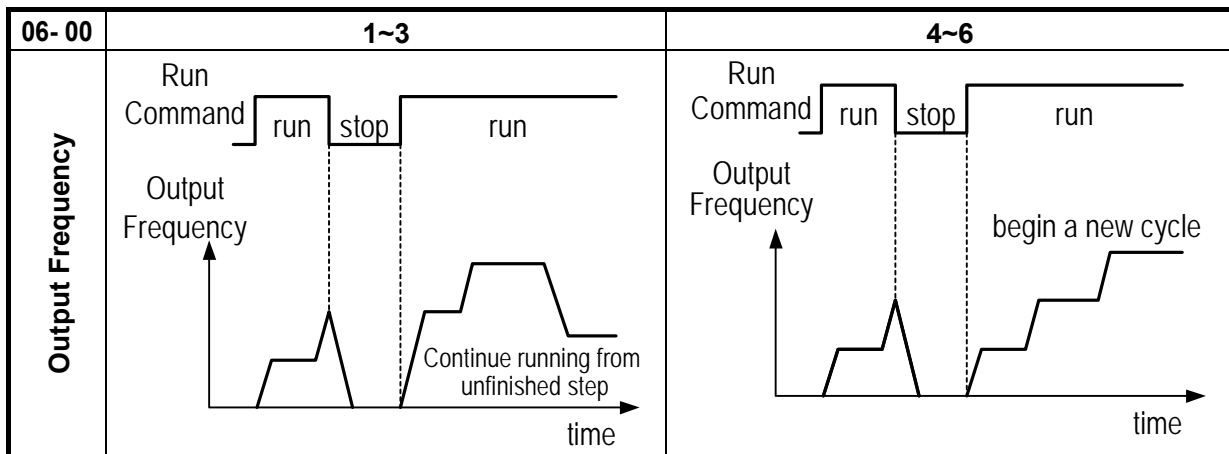 06- 00
1~3
4~6
Output Frequency
Run
Command
run
stop
run
Output
Frequency
Continue running from
unfinished step
time
Run
Command
run
stop
run
Output
Frequency
begin a new cycle
time